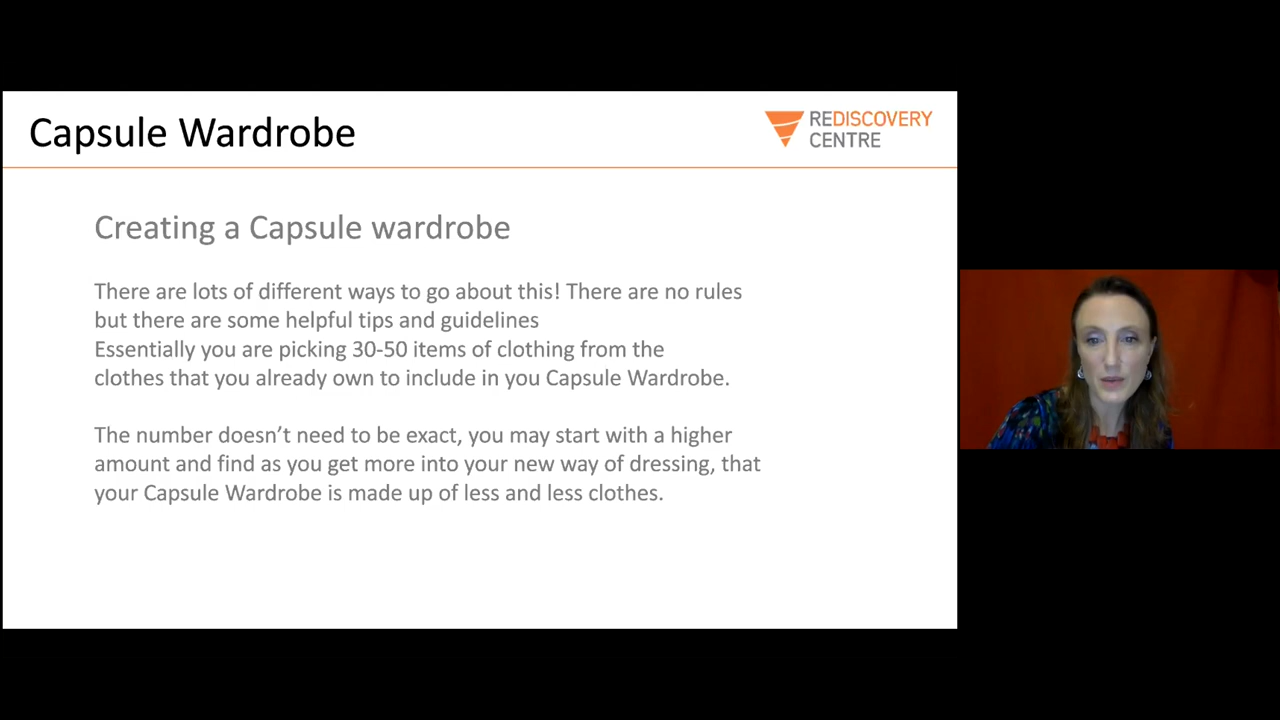 Capsule Wardrobe
REDISCOVERY
CENTRE
Creating a Capsule wardrobe
There are lots of different ways to go about this! There are no rules
but there are some helpful tips and guidelines
Essentially you are picking 30-50 items of clothing from the
clothes that you already own to include in you Capsule Wardrobe.
The number doesn’t need to be exact, you may start with a higher
amount and find as you get more into your new way of dressing, that
your Capsule Wardrobe is made up of less and less clothes.